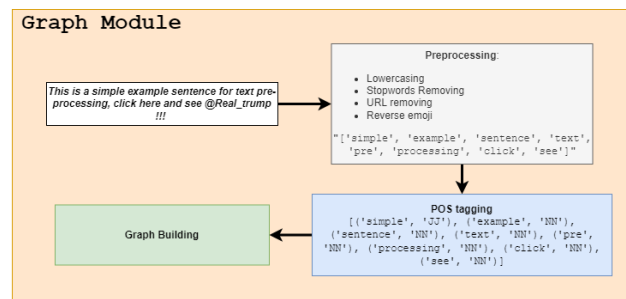 Graph Module
This is a simple example sentence for text pre-
processing, click here and see @Real_trump
!!!
Preprocessing:
• Lowercasing
• Stopwords Removing
• URL removing
• Reverse emoji
"['simple', 'example', 'sentence', 'text',
'pre', 'processing', 'click', 'see']"
POS tagging
[('simple', 'JJ'), ('example', 'NN'),
('sentence', 'NN'), ('text', 'NN'), ('pre',
'NN'), ('processing', 'NN'), ('click', 'NN'),
('see', 'NN')]
Graph Building